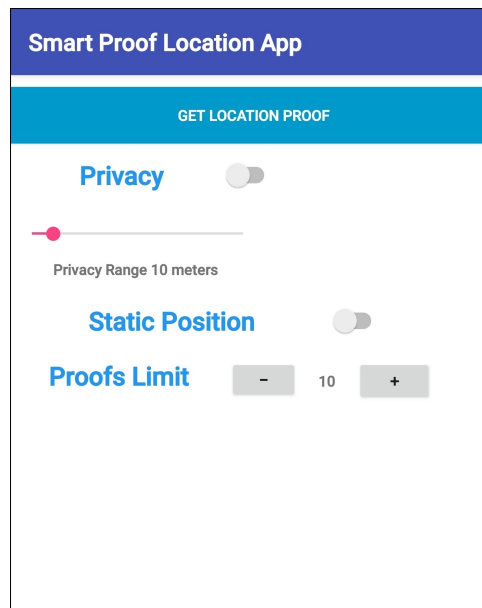 Smart Proof Location App
GET LOCATION PROOF
Privacy
Privacy Range 10 meters
Static Position
Proofs Limit − 10 +